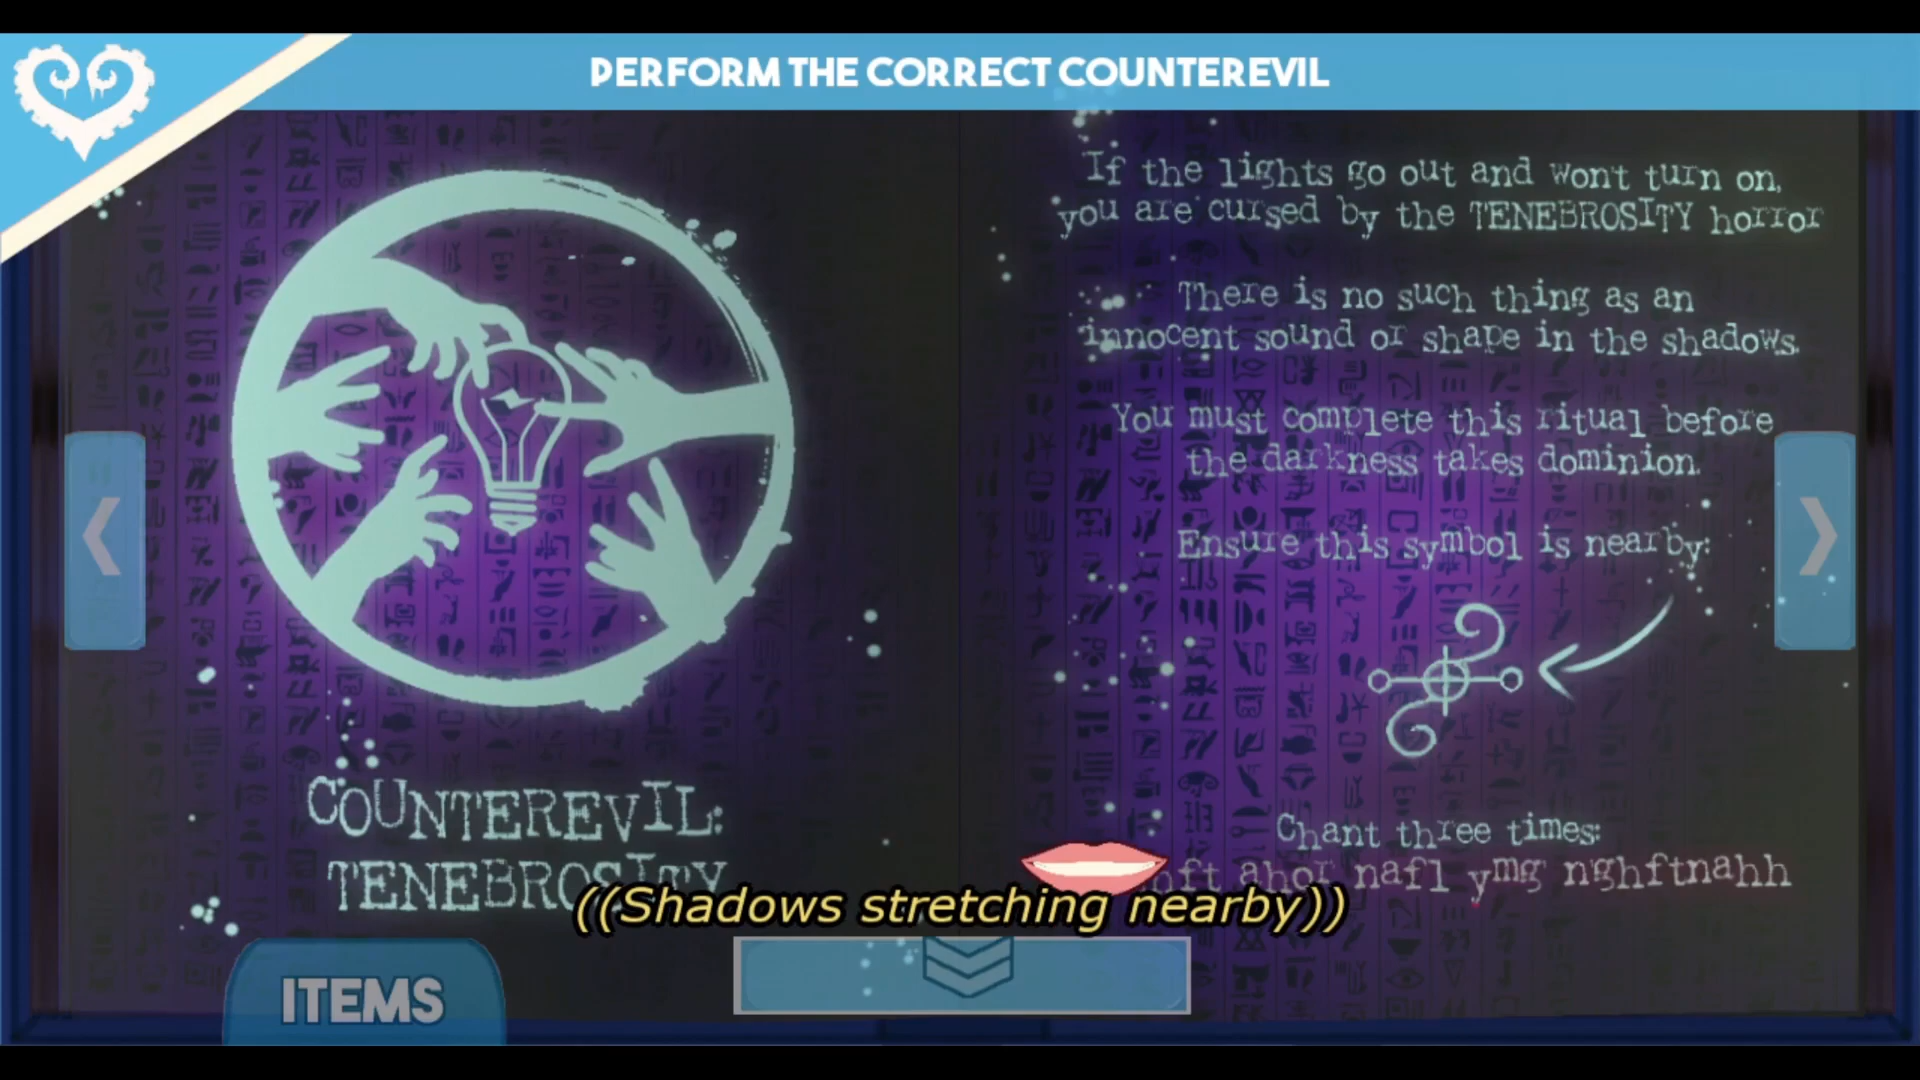 PERFORM THE CORRECT COUNTEREVIL
If the lights go out and wont turn on,
you are cursed by the TENEBROSITY horror
There is no such thing as an
innocent sound or shape in the shadows.
You must complete this ritual before
the darkness takes dominion.
Ensure this symbol is nearby:
Chant three times:
ahor nafl ymg' nghftnahh
COUNTEREVIL:
TENEBROSITY
((Shadows stretching nearby))
ITEMS